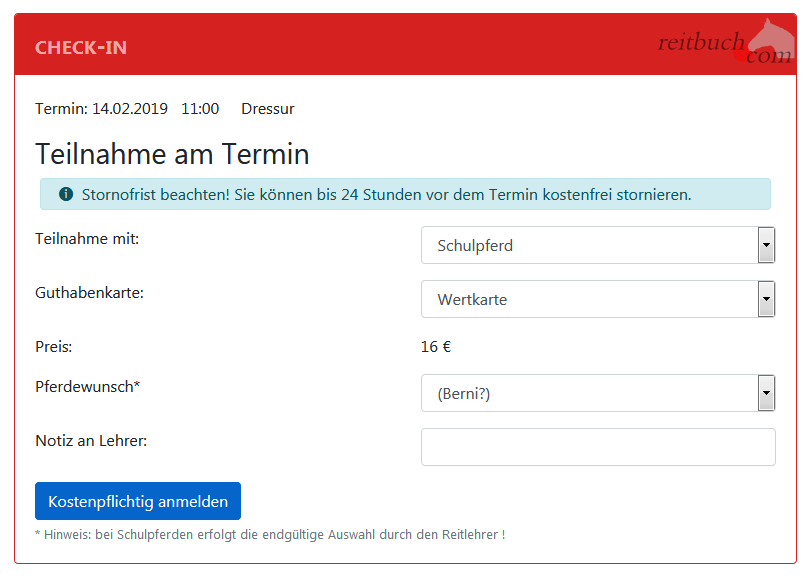 CHECK-IN
reitbuch
com
Termin: 14.02.2019 11:00 Dressur
Teilnahme am Termin
Stornofrist beachten! Sie können bis 24 Stunden vor dem Termin kostenfrei stornieren.
Teilnahme mit: Schulpferd
Guthabenkarte: Wertkarte
Preis: 16 €
Pferdewunsch* (Berni?)
Notiz an Lehrer:
Kostenpflichtig anmelden
* Hinweis: bei Schulpferden erfolgt die endgültige Auswahl durch den Reitlehrer !